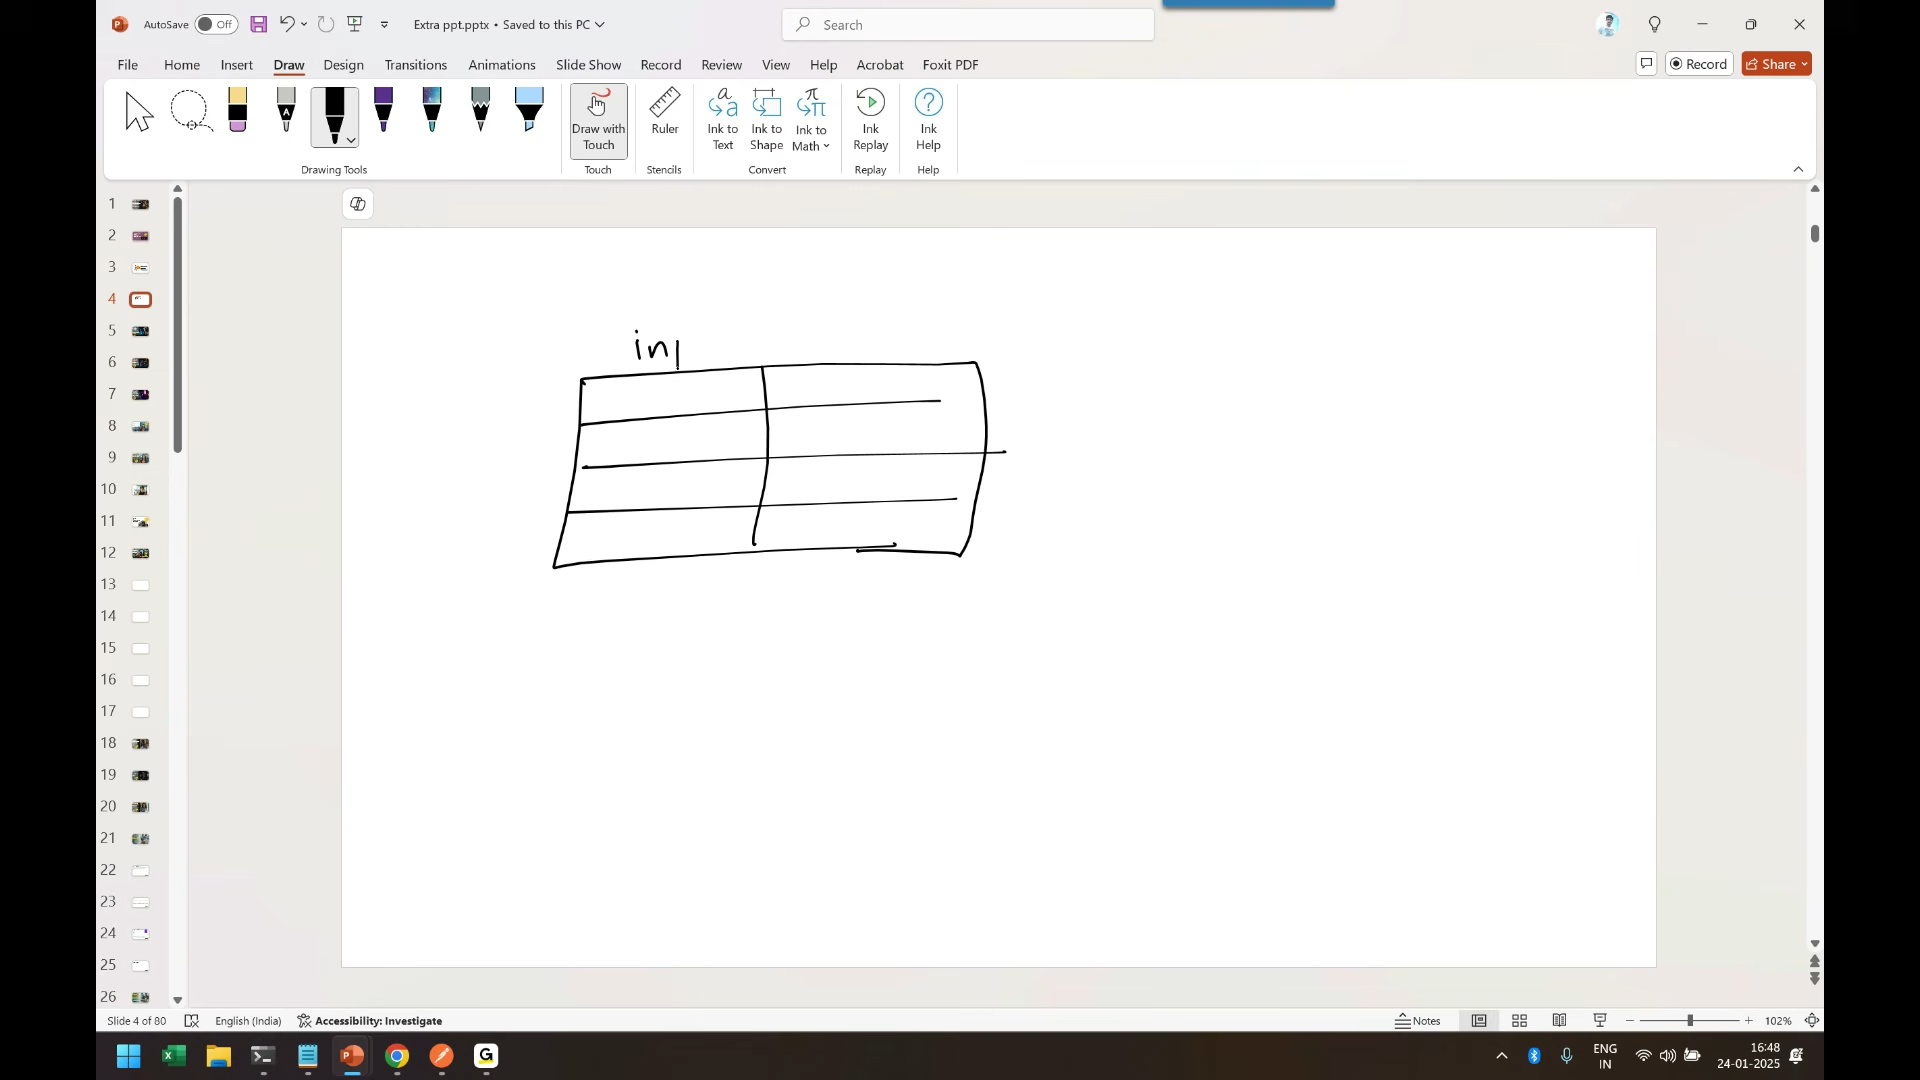 AutoSave Off Extra ppt.pptx • Saved to this PC Search
File Home Insert Draw Design Transitions Animations Slide Show Record Review View Help Acrobat Foxit PDF Record Share
A
Draw with Touch
Ruler
Ink to Text
Ink to Shape
Ink to Math
Ink Replay
Ink Help
Drawing Tools Touch Stencils Convert Replay Help
1
2
3
4
5
6
7
8
9
10
11
12
13
14
15
16
17
18
19
20
21
22
23
24
25
26
in
Slide 4 of 80 English (India) Accessibility: Investigate Notes 102%
ENG
IN
16:48
24-01-2025